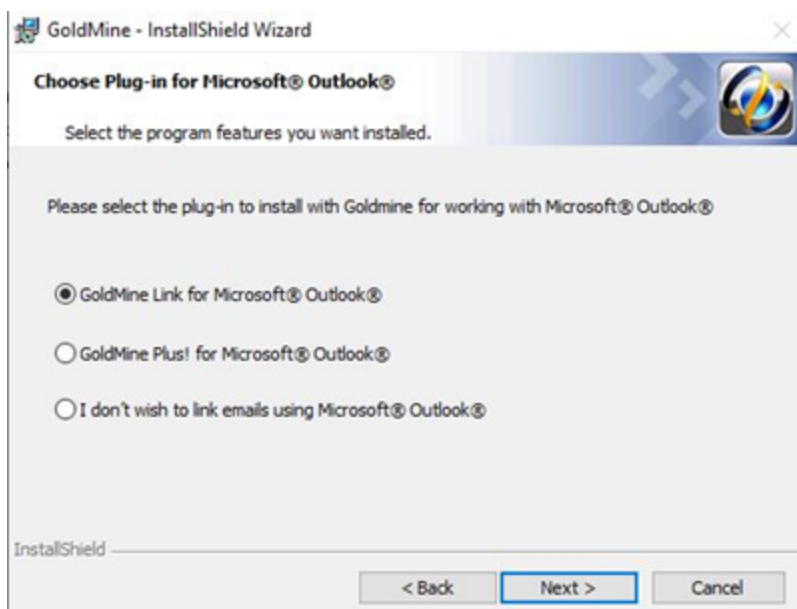 GoldMine - InstallShield Wizard
Choose Plug-in for Microsoft® Outlook®
Select the program features you want installed.
Please select the plug-in to install with Goldmine for working with Microsoft® Outlook®
GoldMine Link for Microsoft® Outlook®
GoldMine Plus! for Microsoft® Outlook®
I don't wish to link emails using Microsoft® Outlook®
InstallShield
< Back Next > Cancel